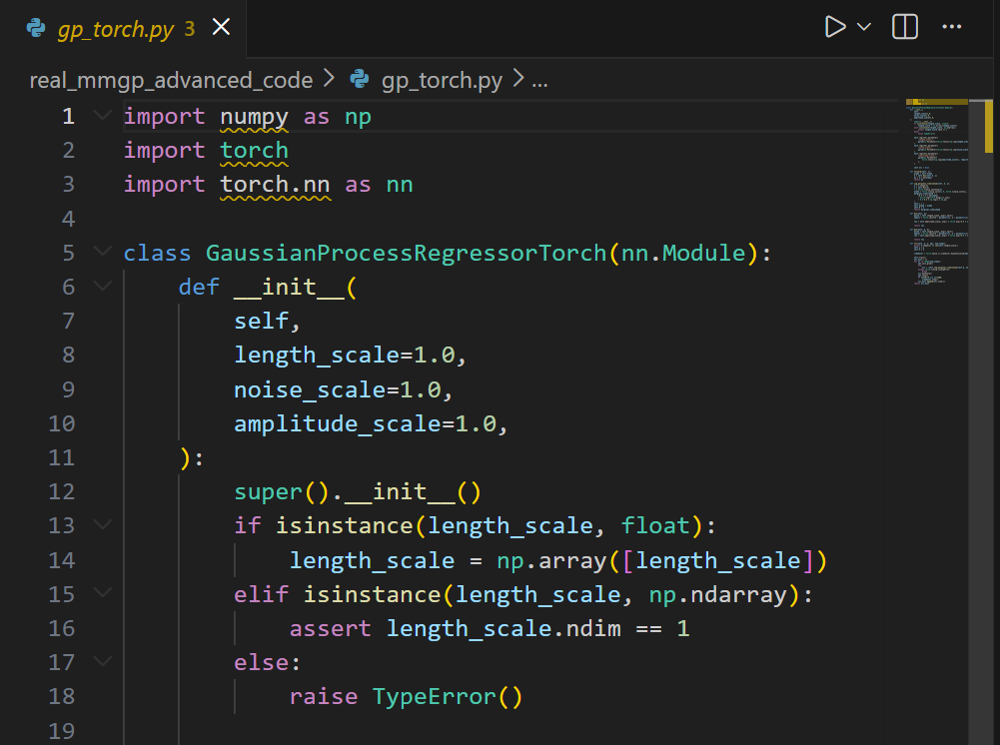 gp_torch.py 3
real_mmgp_advanced_code > gp_torch.py > ...
1 import numpy as np
2 import torch
3 import torch.nn as nn
4
5 class GaussianProcessRegressorTorch(nn.Module):
6     def __init__(
7         self,
8         length_scale=1.0,
9         noise_scale=1.0,
10         amplitude_scale=1.0,
11     ):
12         super().__init__()
13         if isinstance(length_scale, float):
14             length_scale = np.array([length_scale])
15         elif isinstance(length_scale, np.ndarray):
16             assert length_scale.ndim == 1
17         else:
18             raise TypeError()
19